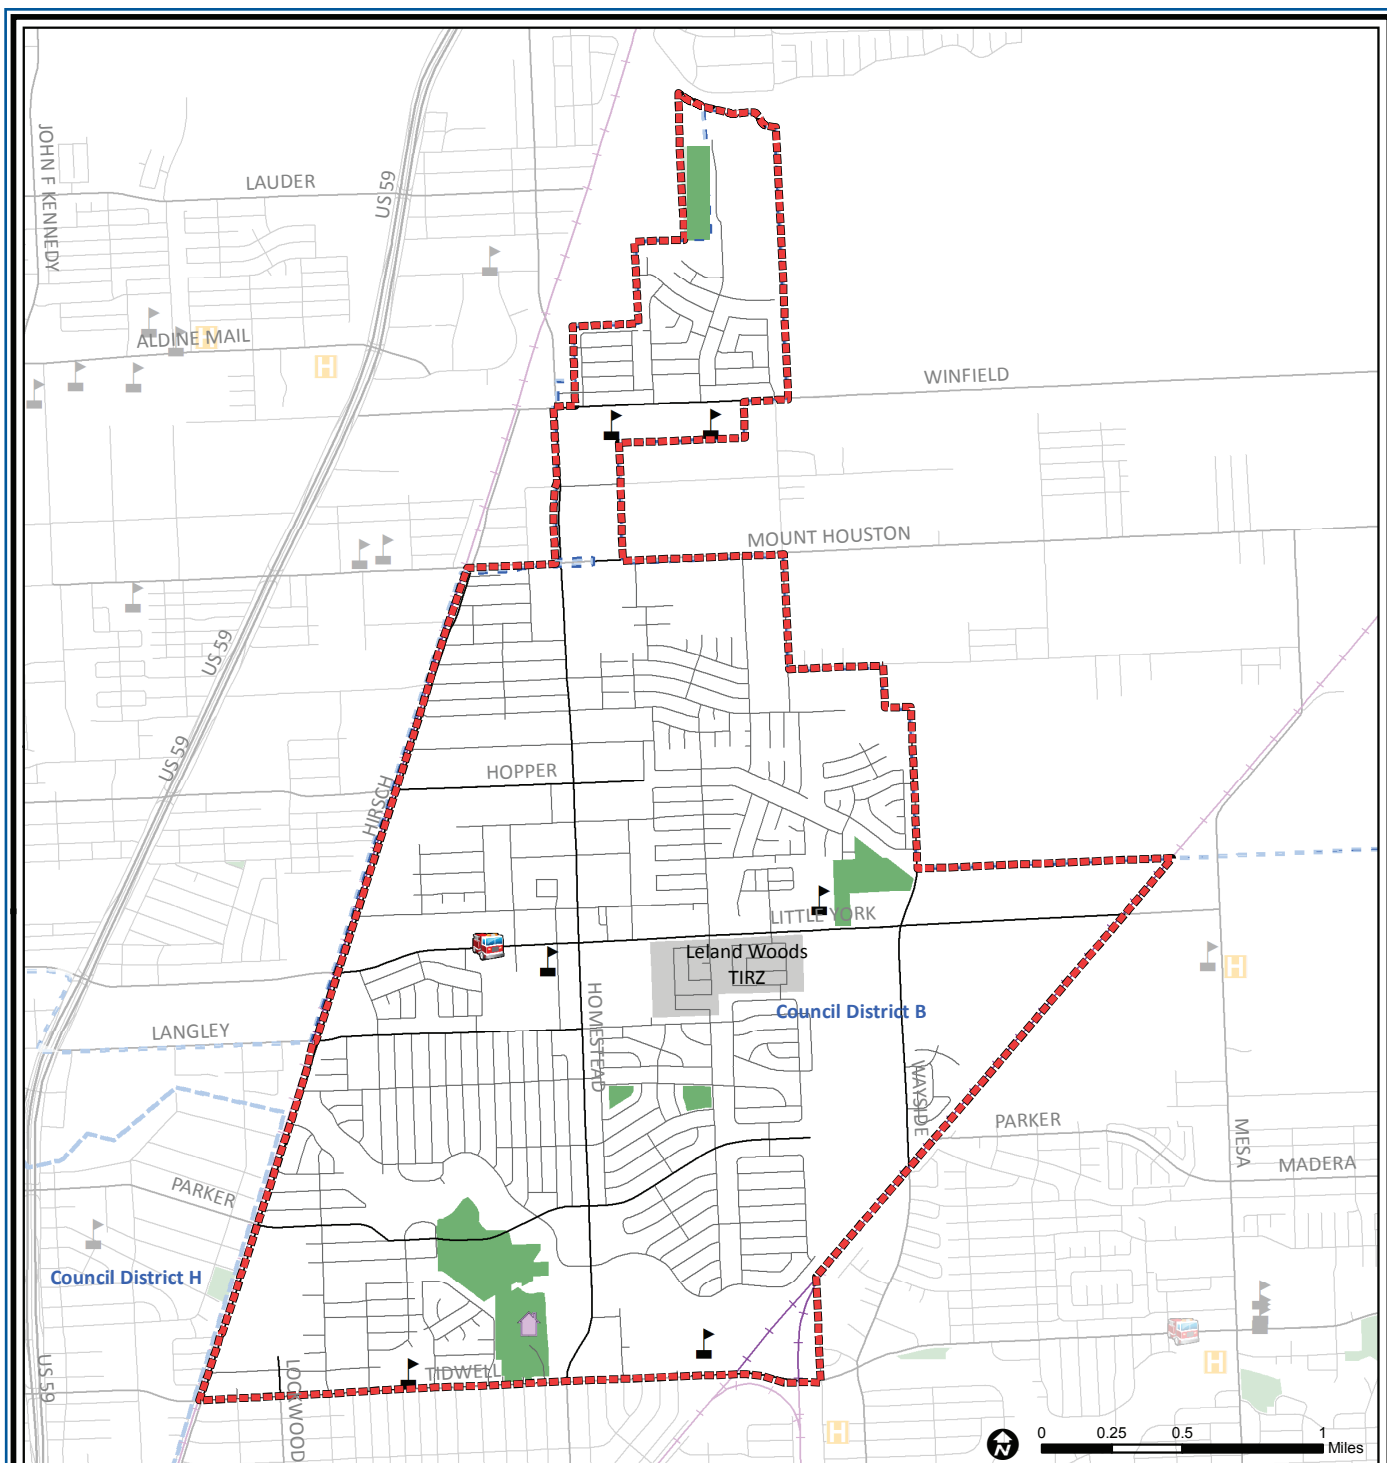 JOHN F KENNEDY
LAUDER
US 59
ALDINE MAIL
H
H
WINFIELD
MOUNT HOUSTON
US 59
US 59
HOPPER
HIRSCH
LITTLE YORK
Leland Woods
TIRZ
H
Council District B
HOMESTEAD
LANGLEY
WAYSIDE
PARKER
MESA
MADERA
PARKER
Council District H
US 59
LOCKWOOD
TIDWELL
H
H
N
0 0.25 0.5 1
Miles